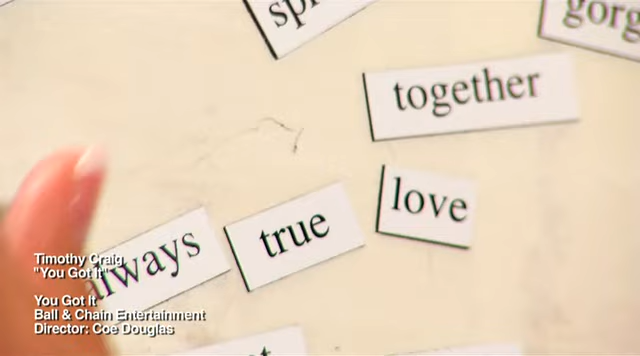 together
love
true
always
Timothy Craig
"You Got It"
You Got It
Ball & Chain Entertainment
Director: Coe Douglas